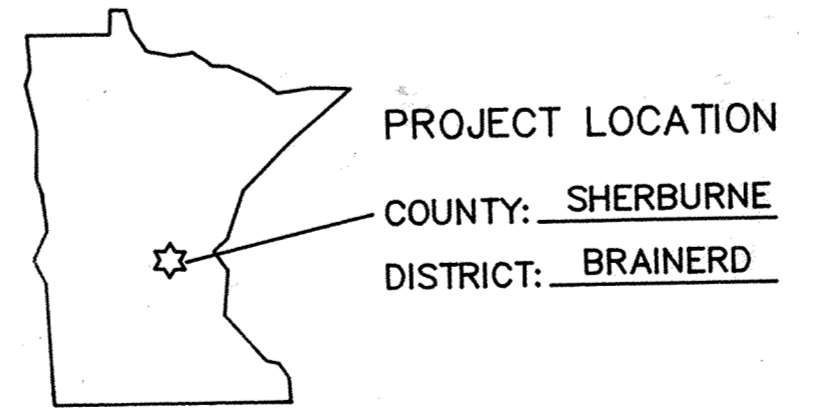 PROJECT LOCATION
COUNTY: SHERBURNE
DISTRICT: BRAINERD